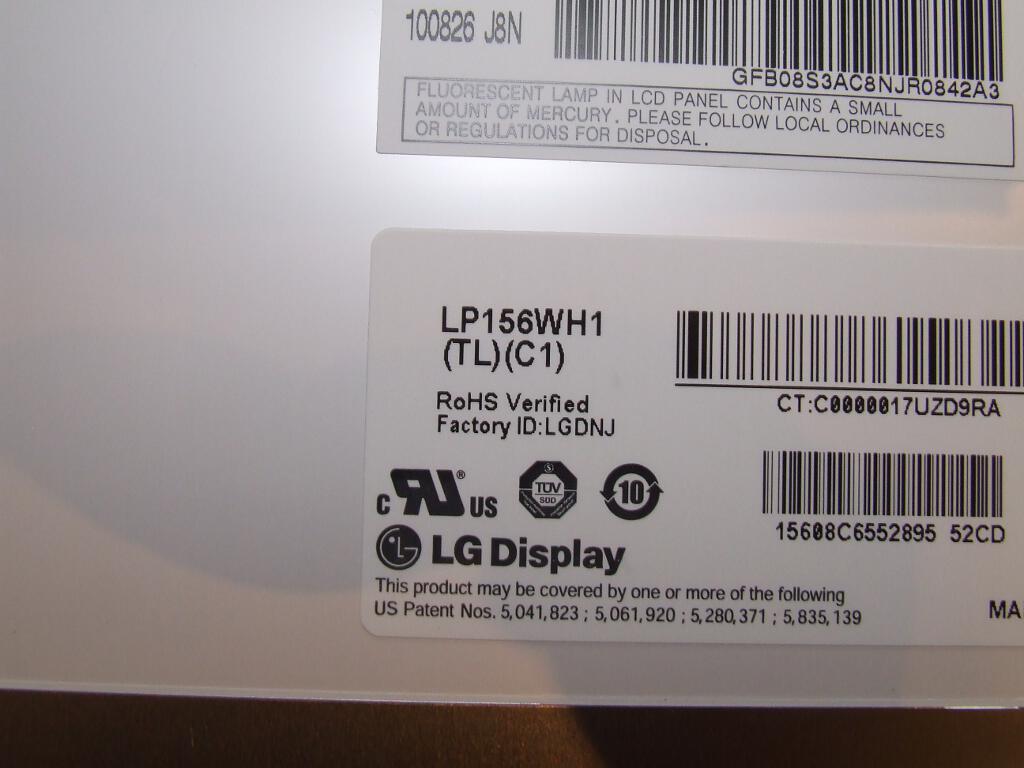 100826 J8N
GFB08S3AC8NJR0842A3
FLUORESCENT LAMP IN LCD PANEL CONTAINS A SMALL
AMOUNT OF MERCURY. PLEASE FOLLOW LOCAL ORDINANCES
OR REGULATIONS FOR DISPOSAL.
LP156WH1
(TL)(C1)
RoHS Verified
Factory ID:LGDNJ
CT:C0000017UZD9RA
C RU® US
S
TÜV
SÜD
10
15608C6552895 52CD
LG Display
This product may be covered by one or more of the following
US Patent Nos. 5,041,823 ; 5,061,920 ; 5,280,371 ; 5,835,139
MA